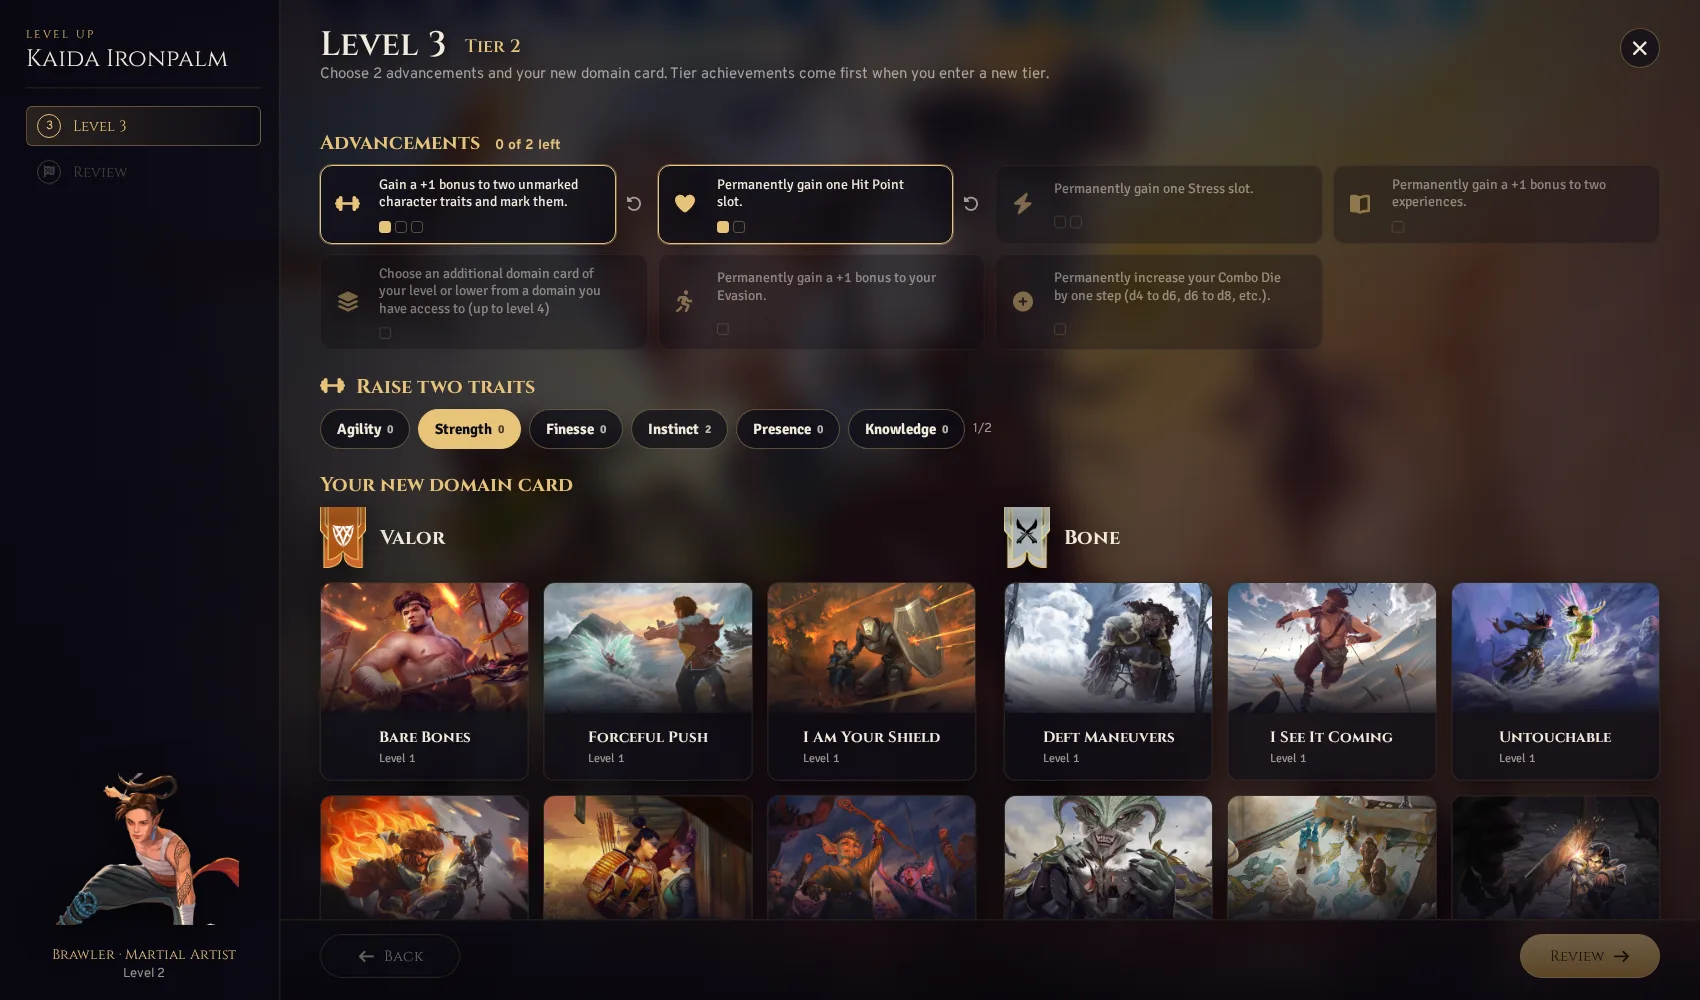 LEVEL UP
KAIDA IRONPALM
3 LEVEL 3
REVIEW
BRAWLER · MARTIAL ARTIST
Level 2
LEVEL 3 TIER 2
Choose 2 advancements and your new domain card. Tier achievements come first when you enter a new tier.
ADVANCEMENTS 0 of 2 left
Gain a +1 bonus to two unmarked
character traits and mark them.
Permanently gain one Hit Point
slot.
Permanently gain one Stress slot.
Permanently gain a +1 bonus to two
experiences.
Choose an additional domain card of
your level or lower from a domain you
have access to (up to level 4)
Permanently gain a +1 bonus to your
Evasion.
Permanently increase your Combo Die
by one step (d4 to d6, d6 to d8, etc.).
RAISE TWO TRAITS
Agility 0 Strength 0 Finesse 0 Instinct 2 Presence 0 Knowledge 0 1/2
YOUR NEW DOMAIN CARD
VALOR
BARE BONES
Level 1
FORCEFUL PUSH
Level 1
I AM YOUR SHIELD
Level 1
BONE
DEFT MANEUVERS
Level 1
I SEE IT COMING
Level 1
UNTOUCHABLE
Level 1
BACK
REVIEW